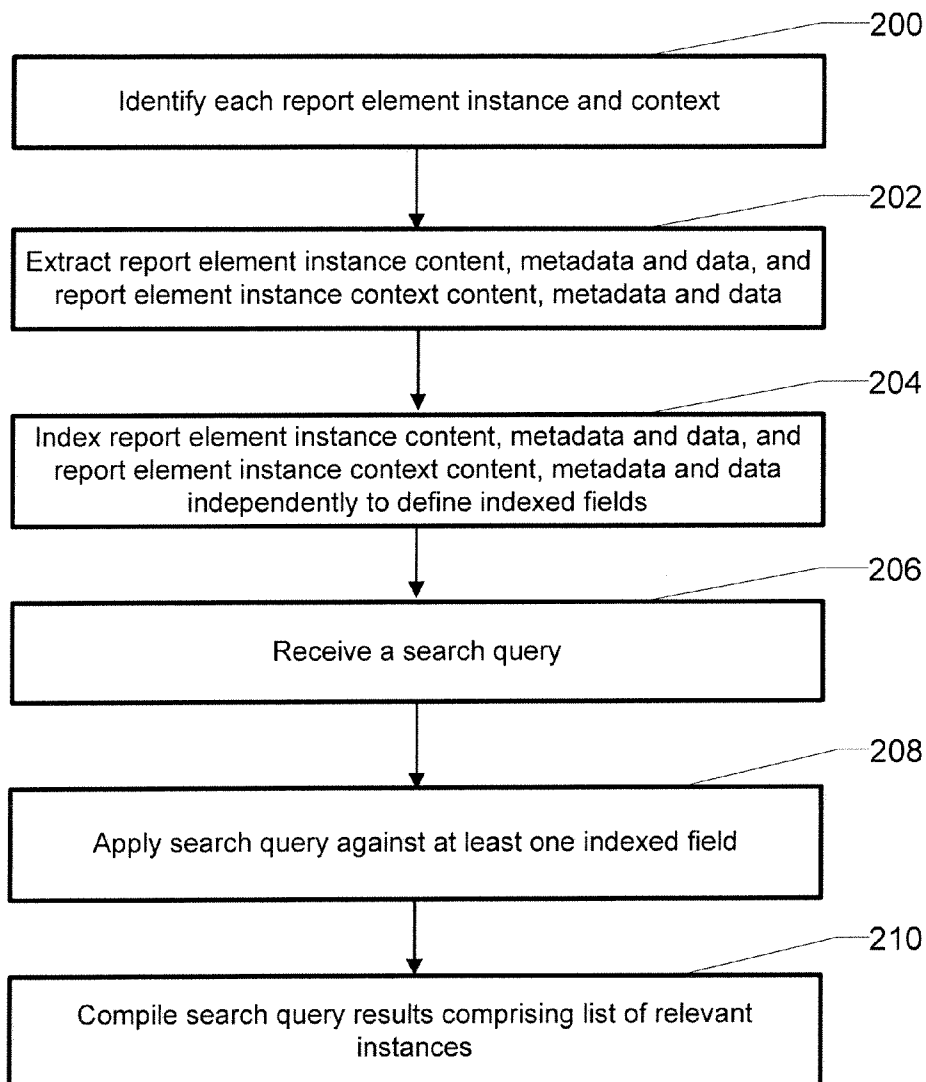 200
Identify each report element instance and context
202
Extract report element instance content, metadata and data, and
report element instance context content, metadata and data
204
Index report element instance content, metadata and data, and
report element instance context content, metadata and data
independently to define indexed fields
206
Receive a search query
208
Apply search query against at least one indexed field
210
Compile search query results comprising list of relevant
instances